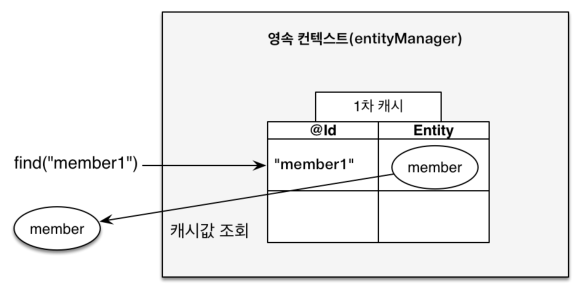 영속 컨텍스트(entityManager)
1차 캐시
@Id Entity
find("member1") "member1" member
member 캐시값 조회